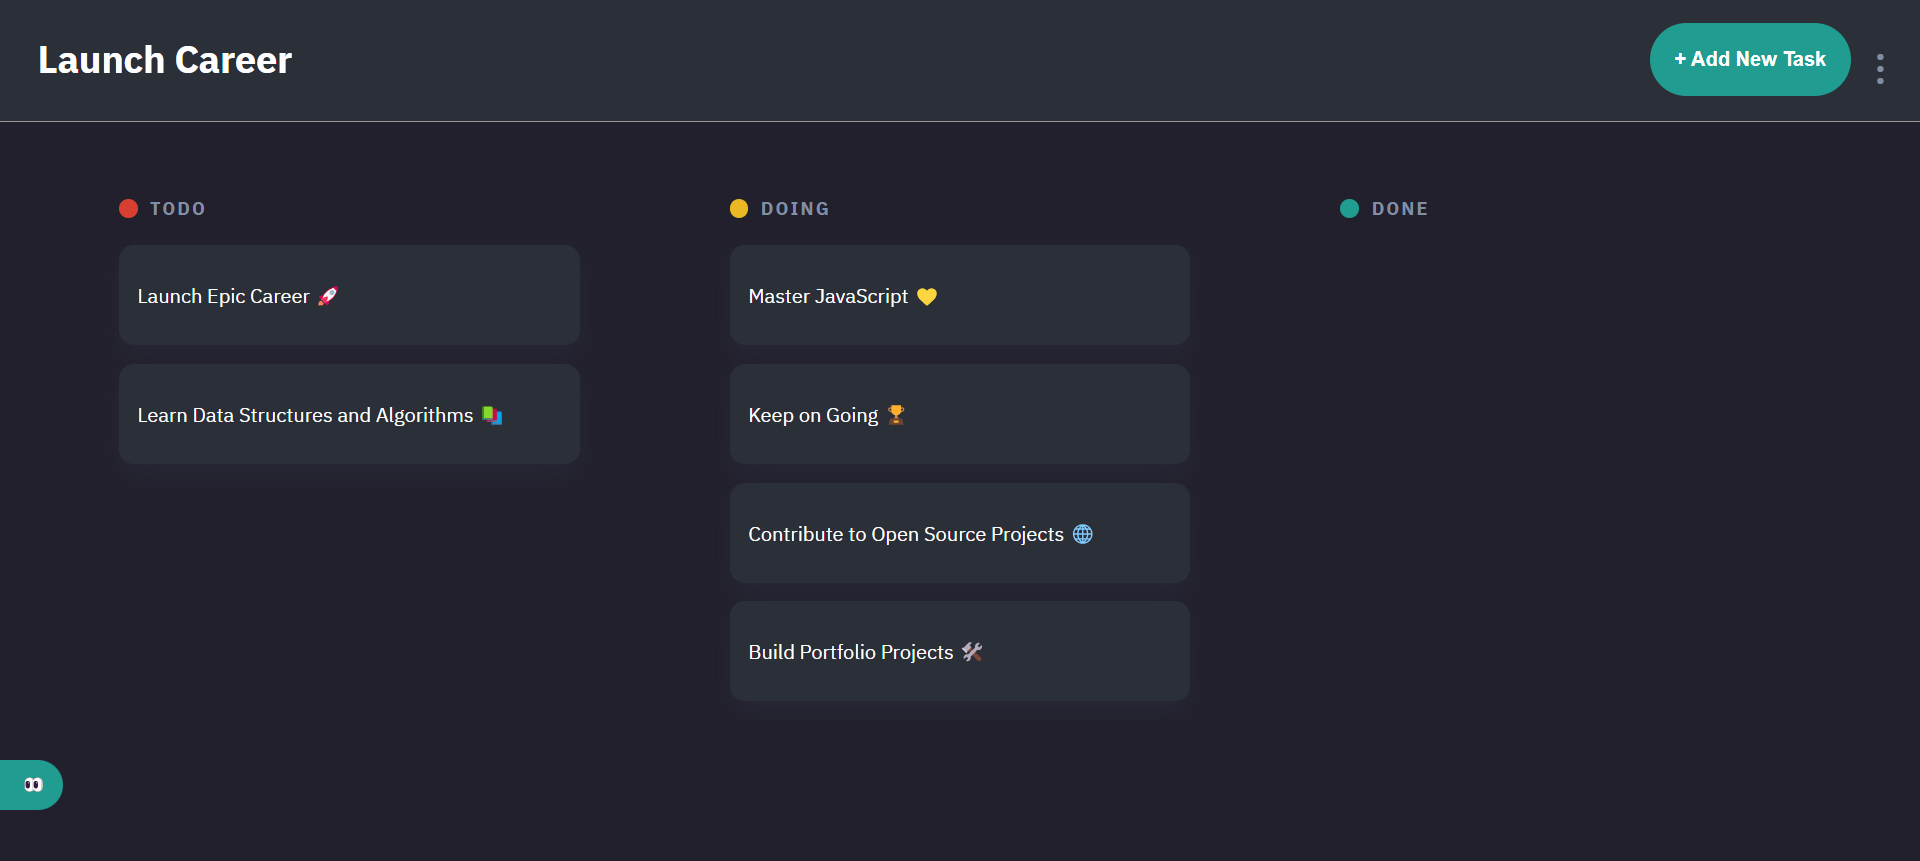 Launch Career
+ Add New Task
TODO
Launch Epic Career 🚀
Learn Data Structures and Algorithms 📚
DOING
Master JavaScript 💛
Keep on Going 🏆
Contribute to Open Source Projects 🌐
Build Portfolio Projects 🛠️
DONE
👀